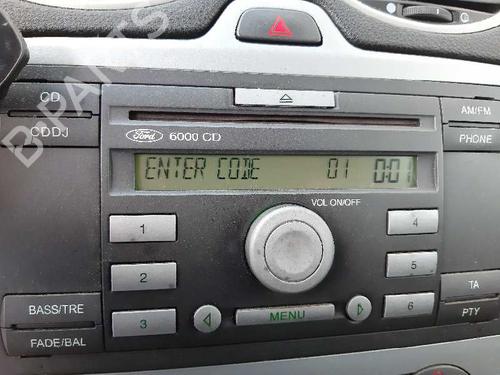 CD
CDDJ
Ford 6000 CD
AM/FM
PHONE
ENTER CODE 01 0:01
VOL ON/OFF
1
2
3
4
5
6
BASS/TRE
FADE/BAL
MENU
TA
PTY
B-PARTS